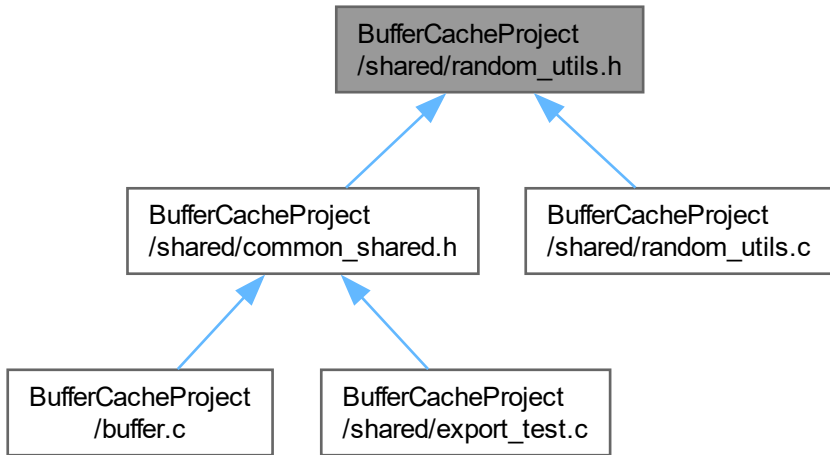 BufferCacheProject
/shared/random_utils.h
BufferCacheProject
/shared/common_shared.h
BufferCacheProject
/shared/random_utils.c
BufferCacheProject
/buffer.c
BufferCacheProject
/shared/export_test.c